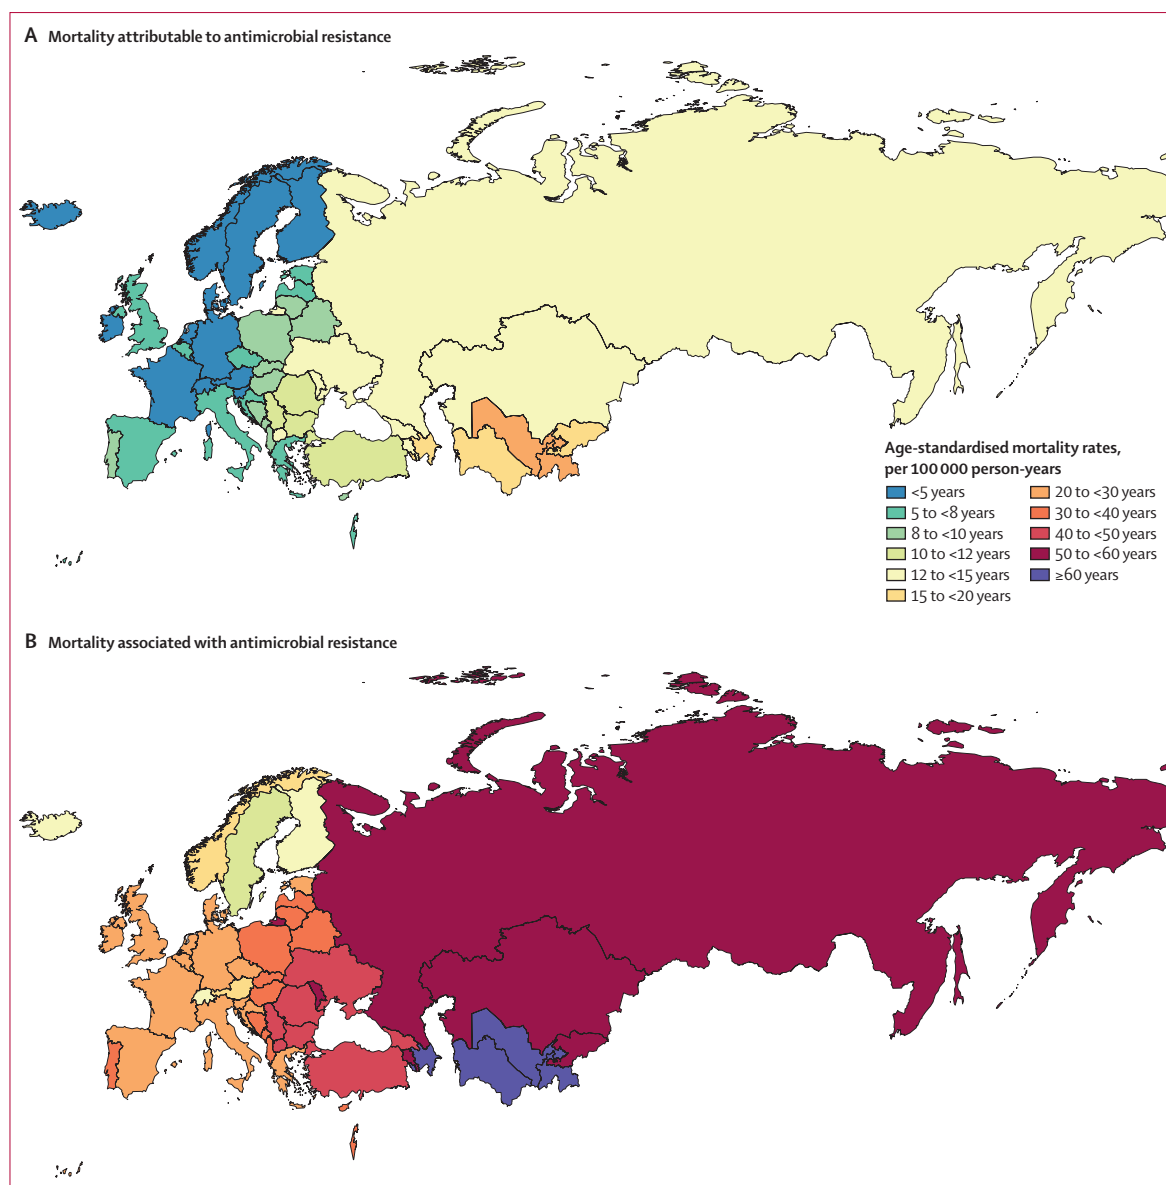 A Mortality attributable to antimicrobial resistance
Age-standardised mortality rates,
per 100 000 person-years
<5 years
5 to <8 years
8 to <10 years
10 to <12 years
12 to <15 years
15 to <20 years
20 to <30 years
30 to <40 years
40 to <50 years
50 to <60 years
≥60 years
B Mortality associated with antimicrobial resistance